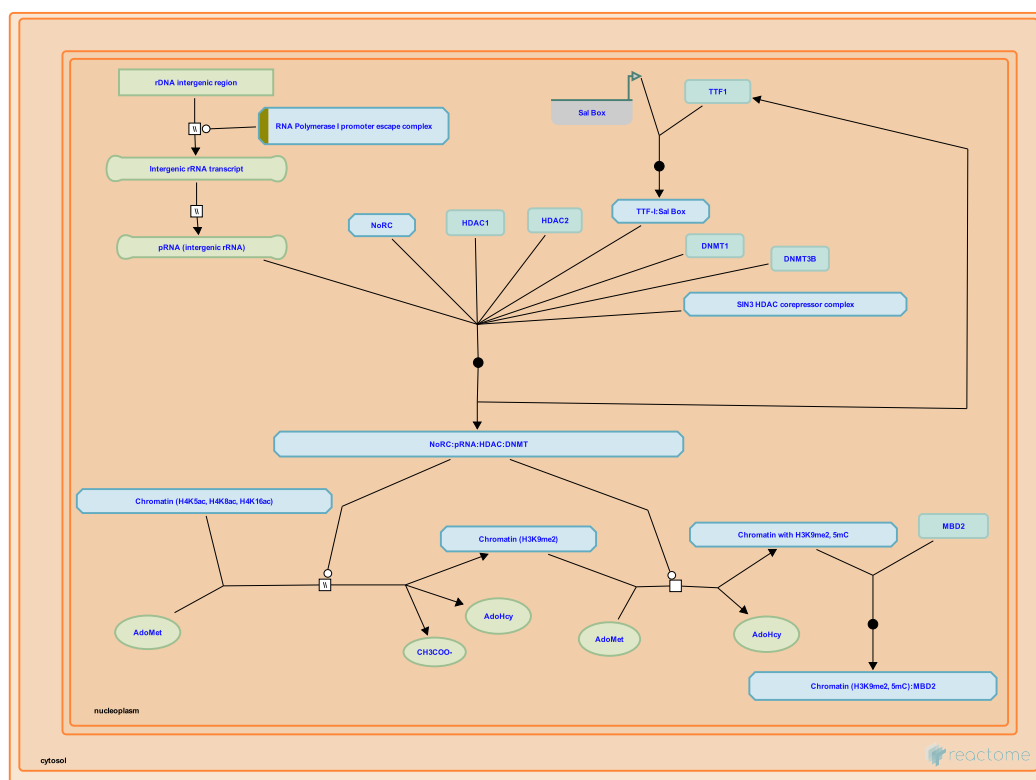 rDNA intergenic region
TTF1
Sal Box
RNA Polymerase I promoter escape complex
\\
Intergenic rRNA transcript
\\
TTF-I:Sal Box
NoRC
HDAC1
HDAC2
pRNA (intergenic rRNA)
DNMT1
DNMT3B
SIN3 HDAC corepressor complex
NoRC:pRNA:HDAC:DNMT
Chromatin (H4K5ac, H4K8ac, H4K16ac)
MBD2
Chromatin (H3K9me2)
Chromatin with H3K9me2, 5mC
\\
AdoHcy
AdoMet
AdoMet
AdoHcy
CH3COO-
Chromatin (H3K9me2, 5mC):MBD2
nucleoplasm
cytosol
reactome